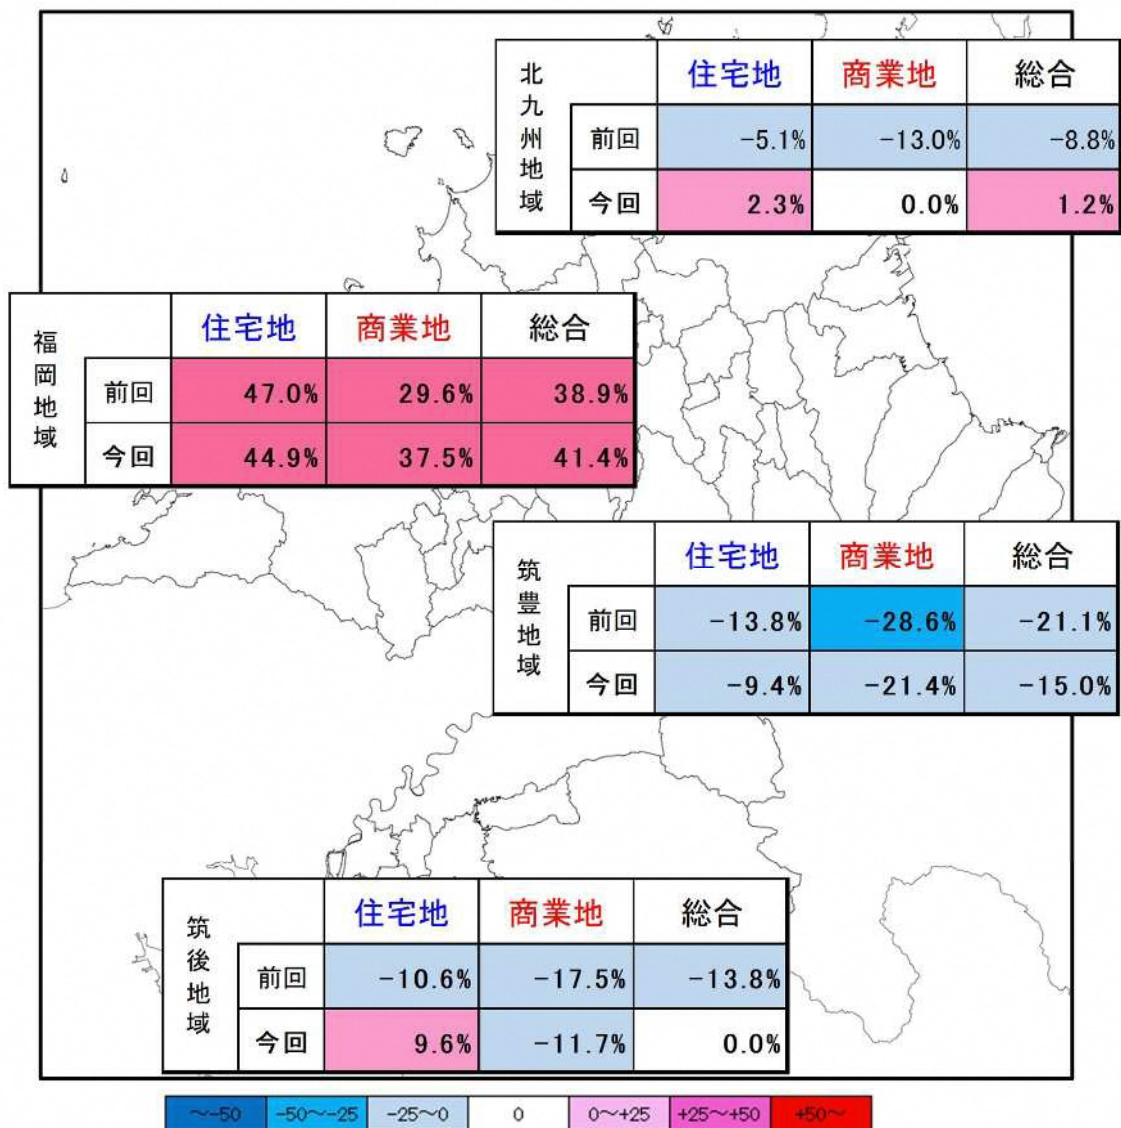 北九州地域
住宅地 商業地 総合
前回 -5.1% -13.0% -8.8%
今回 2.3% 0.0% 1.2%
福岡地域
住宅地 商業地 総合
前回 47.0% 29.6% 38.9%
今回 44.9% 37.5% 41.4%
筑豊地域
住宅地 商業地 総合
前回 -13.8% -28.6% -21.1%
今回 -9.4% -21.4% -15.0%
筑後地域
住宅地 商業地 総合
前回 -10.6% -17.5% -13.8%
今回 9.6% -11.7% 0.0%
～-50 -50～-25 -25～0 0 0～+25 +25～+50 +50～